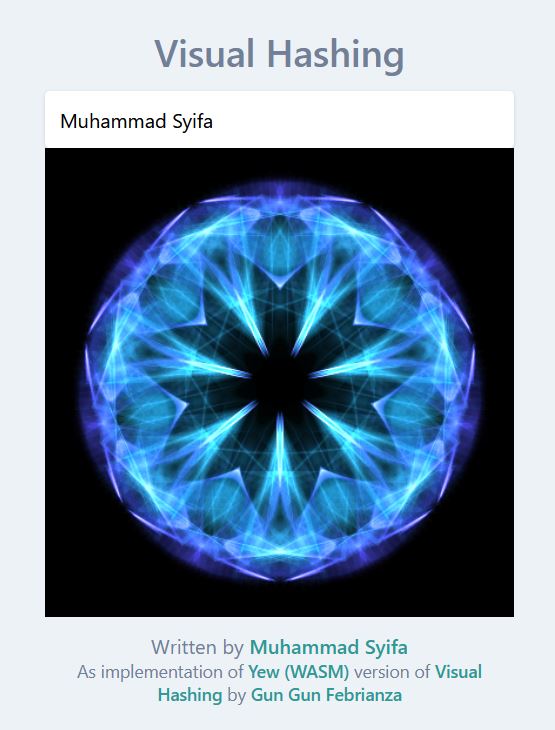 Visual Hashing
Muhammad Syifa
Written by Muhammad Syifa
As implementation of Yew (WASM) version of Visual
Hashing by Gun Gun Febrianza